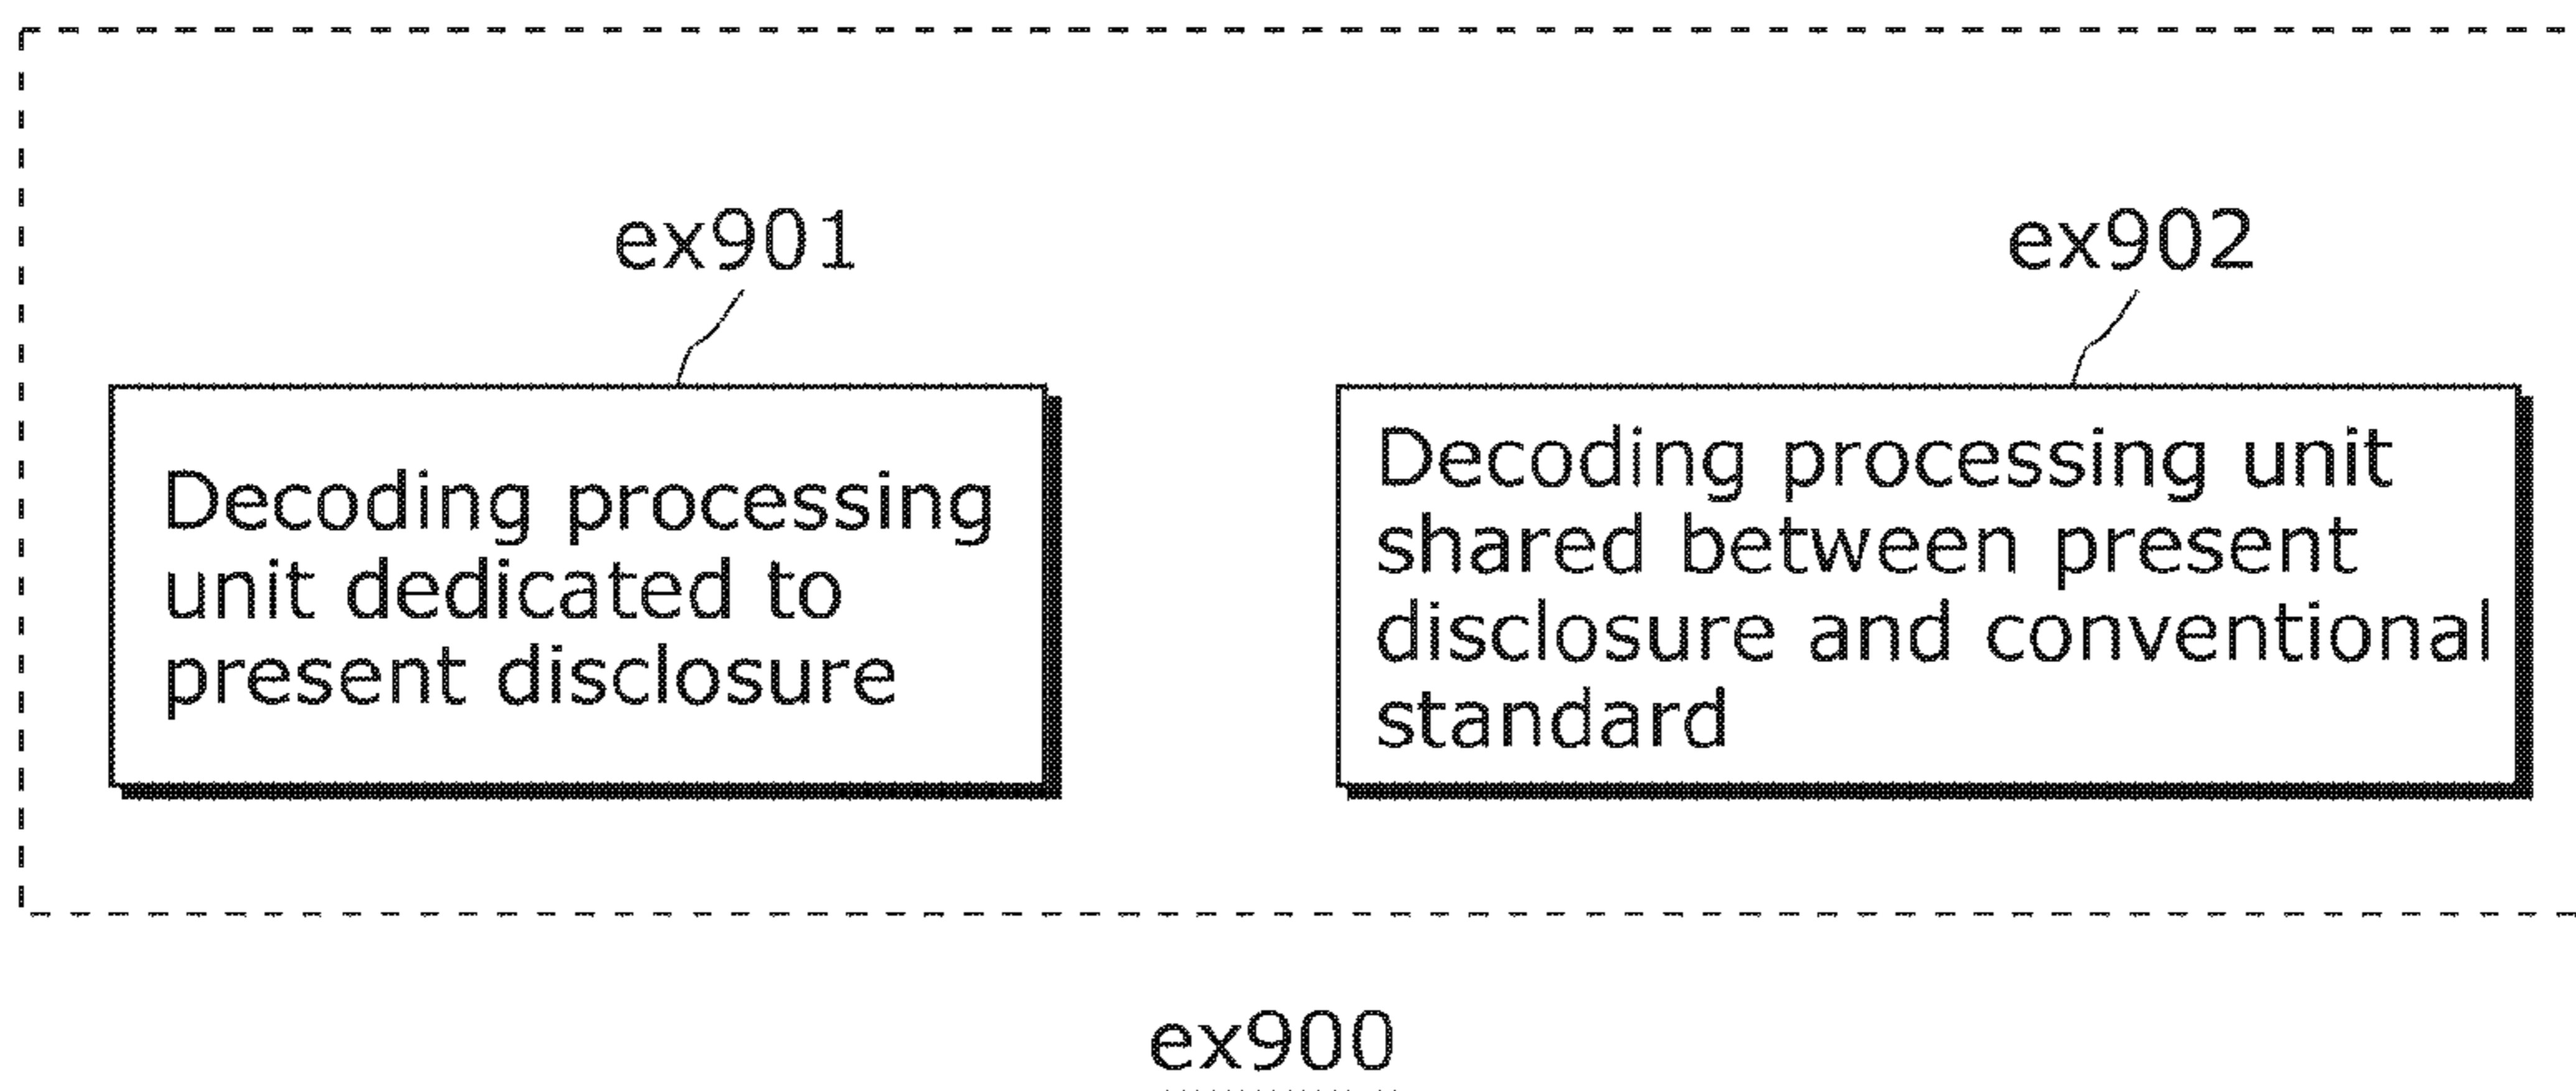 ex901
ex902
Decoding processing
unit dedicated to
present disclosure
Decoding processing unit
shared between present
disclosure and conventional
standard
ex900